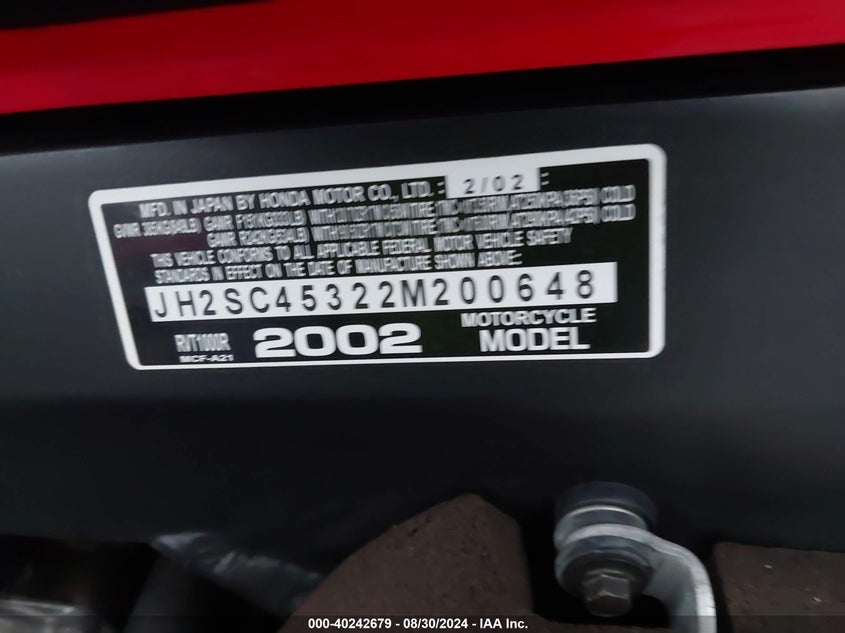 MFD. IN JAPAN BY HONDA MOTOR CO., LTD. : 2/02 :
COLD
COLD
THIS VEHICLE CONFORMS TO ALL APPLICABLE FEDERAL MOTOR VEHICLE SAFETY
STANDARDS IN EFFECT ON THE DATE OF MANUFACTURE SHOWN ABOVE:
JH2SC45322M200648
RVT1000R 2002 MOTORCYCLE
MCF-A21 MODEL
000-40242679 - 08/30/2024 - IAA Inc.